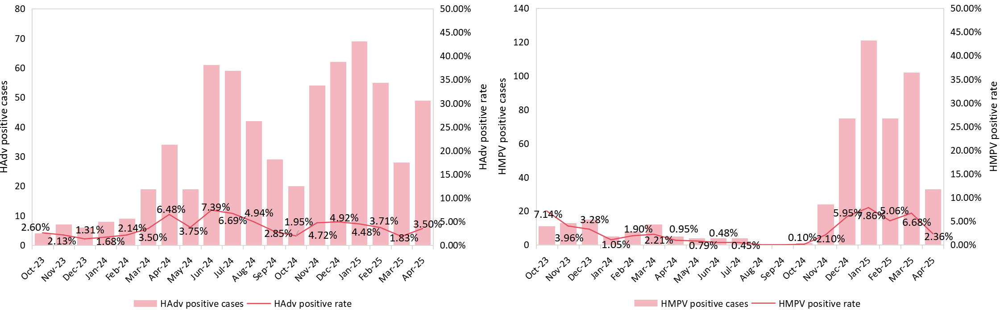 HAdv positive cases
80
70
60
50
40
30
20
10
0
50.00%
45.00%
40.00%
35.00%
30.00%
25.00%
20.00%
15.00%
10.00%
5.00%
0.00%
HAdv positive rate
2.60%
2.13%
1.31%
1.68%
2.14%
3.50%
6.48%
3.75%
7.39%
6.69%
4.94%
2.85%
1.95%
4.72%
4.92%
4.48%
3.71%
1.83%
3.50%
Oct-23
Nov-23
Dec-23
Jan-24
Feb-24
Mar-24
Apr-24
May-24
Jun-24
Jul-24
Aug-24
Sep-24
Oct-24
Nov-24
Dec-24
Jan-25
Feb-25
Mar-25
Apr-25
HAdv positive cases
HAdv positive rate
HMPV positive cases
140
120
100
80
60
40
20
0
50.00%
45.00%
40.00%
35.00%
30.00%
25.00%
20.00%
15.00%
10.00%
5.00%
0.00%
HMPV positive rate
7.14%
3.96%
3.28%
1.05%
1.90%
2.21%
0.95%
0.79%
0.48%
0.45%
0.10%
2.10%
5.95%
7.86%
5.06%
6.68%
2.36%
Oct-23
Nov-23
Dec-23
Jan-24
Feb-24
Mar-24
Apr-24
May-24
Jun-24
Jul-24
Aug-24
Sep-24
Oct-24
Nov-24
Dec-24
Jan-25
Feb-25
Mar-25
Apr-25
HMPV positive cases
HMPV positive rate